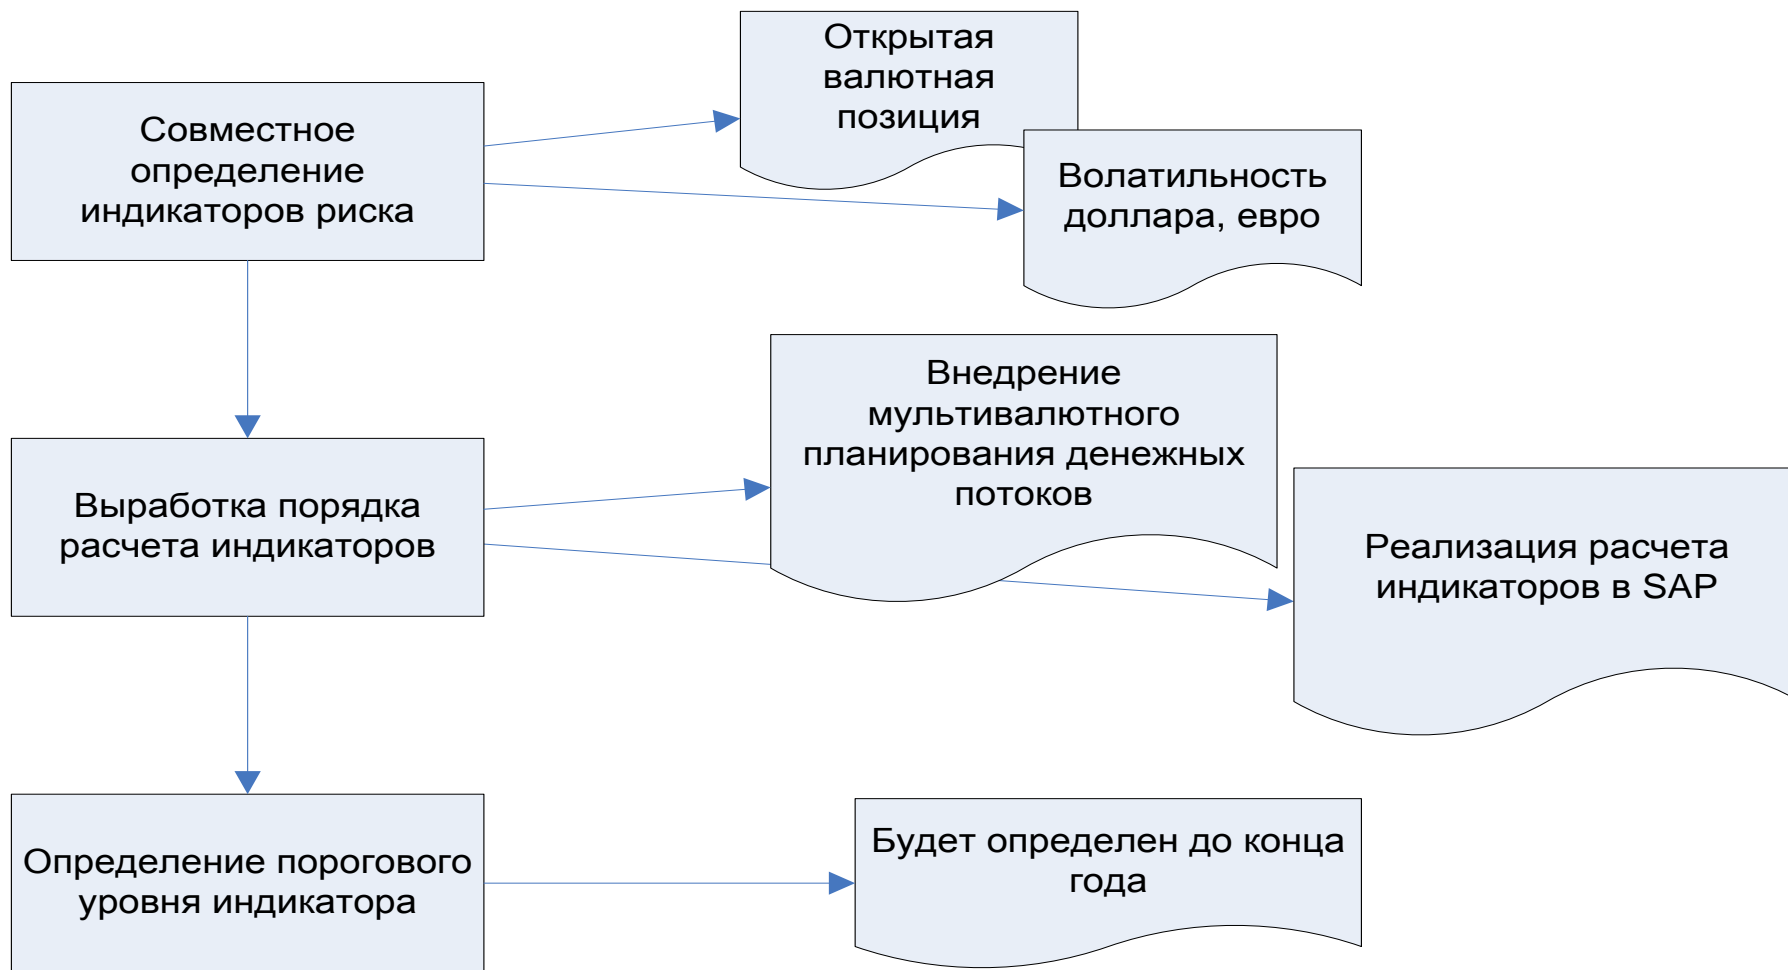 Открытая
валютная
позиция
Совместное
определение
индикаторов риска
Волатильность
доллара, евро
Внедрение
мультивалютного
планирования денежных
потоков
Выработка порядка
расчета индикаторов
Реализация расчета
индикаторов в SAP
Определение порогового
уровня индикатора
Будет определен до конца
года